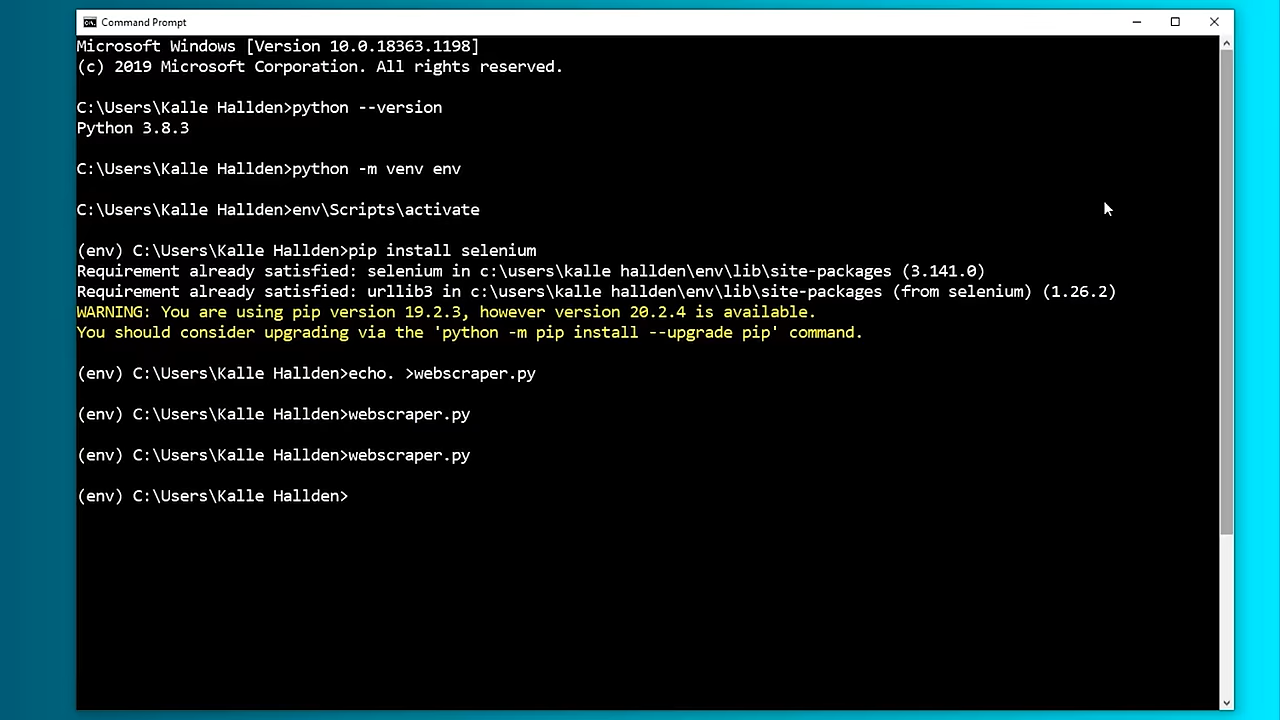 Command Prompt
Microsoft Windows [Version 10.0.18363.1198]
(c) 2019 Microsoft Corporation. All rights reserved.
C:\Users\Kalle Hallden>python --version
Python 3.8.3
C:\Users\Kalle Hallden>python -m venv env
C:\Users\Kalle Hallden>env\Scripts\activate
(env) C:\Users\Kalle Hallden>pip install selenium
Requirement already satisfied: selenium in c:\users\kalle hallden\env\lib\site-packages (3.141.0)
Requirement already satisfied: urllib3 in c:\users\kalle hallden\env\lib\site-packages (from selenium) (1.26.2)
WARNING: You are using pip version 19.2.3, however version 20.2.4 is available.
You should consider upgrading via the 'python -m pip install --upgrade pip' command.
(env) C:\Users\Kalle Hallden>echo. >webscraper.py
(env) C:\Users\Kalle Hallden>webscraper.py
(env) C:\Users\Kalle Hallden>webscraper.py
(env) C:\Users\Kalle Hallden>